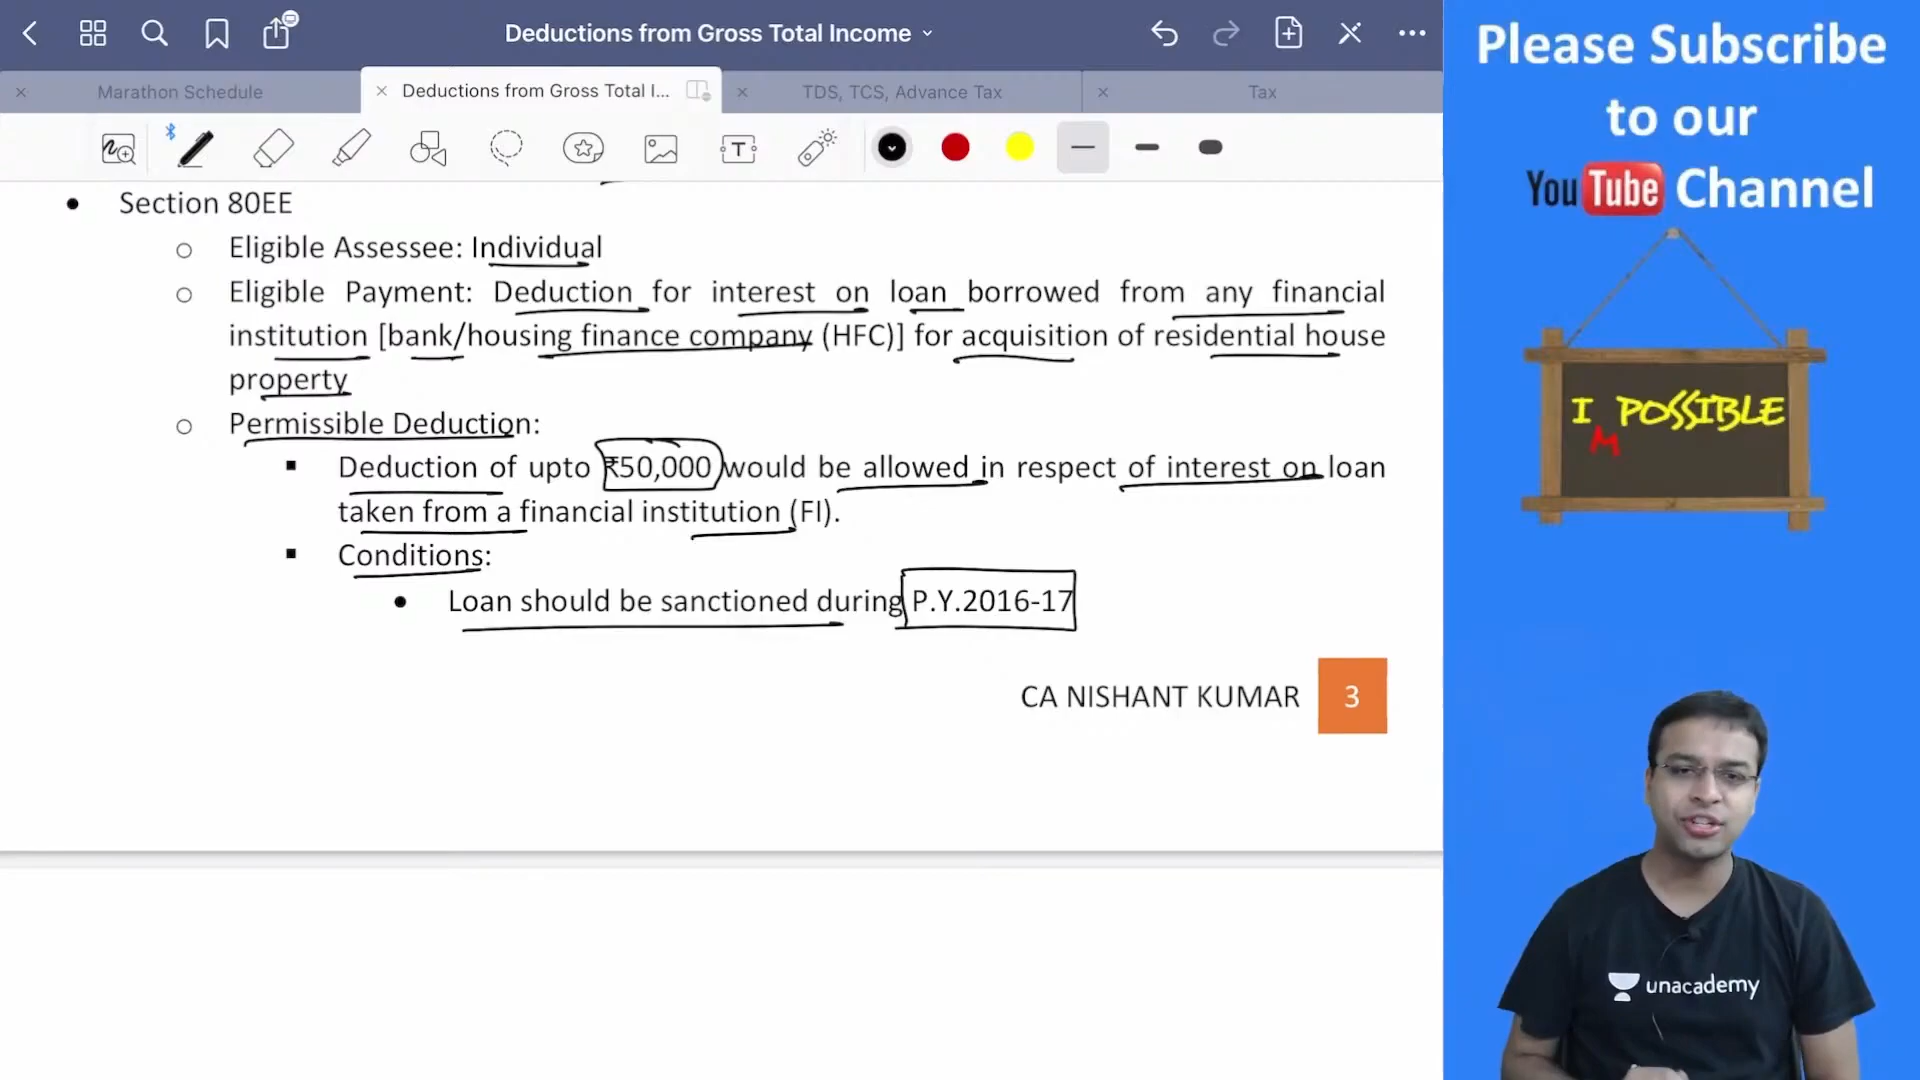 Deductions from Gross Total Income
Marathon Schedule
Deductions from Gross Total I...
TDS, TCS, Advance Tax
Tax
T
• Section 80EE
○ Eligible Assessee: Individual
○ Eligible Payment: Deduction for interest on loan borrowed from any financial
institution [bank/housing finance company (HFC)] for acquisition of residential house
property
○ Permissible Deduction:
▪ Deduction of upto ₹50,000 would be allowed in respect of interest on loan
taken from a financial institution (FI).
▪ Conditions:
• Loan should be sanctioned during P.Y.2016-17
CA NISHANT KUMAR 3
Please Subscribe
to our
YouTube Channel
I POSSIBLE
M
unacademy